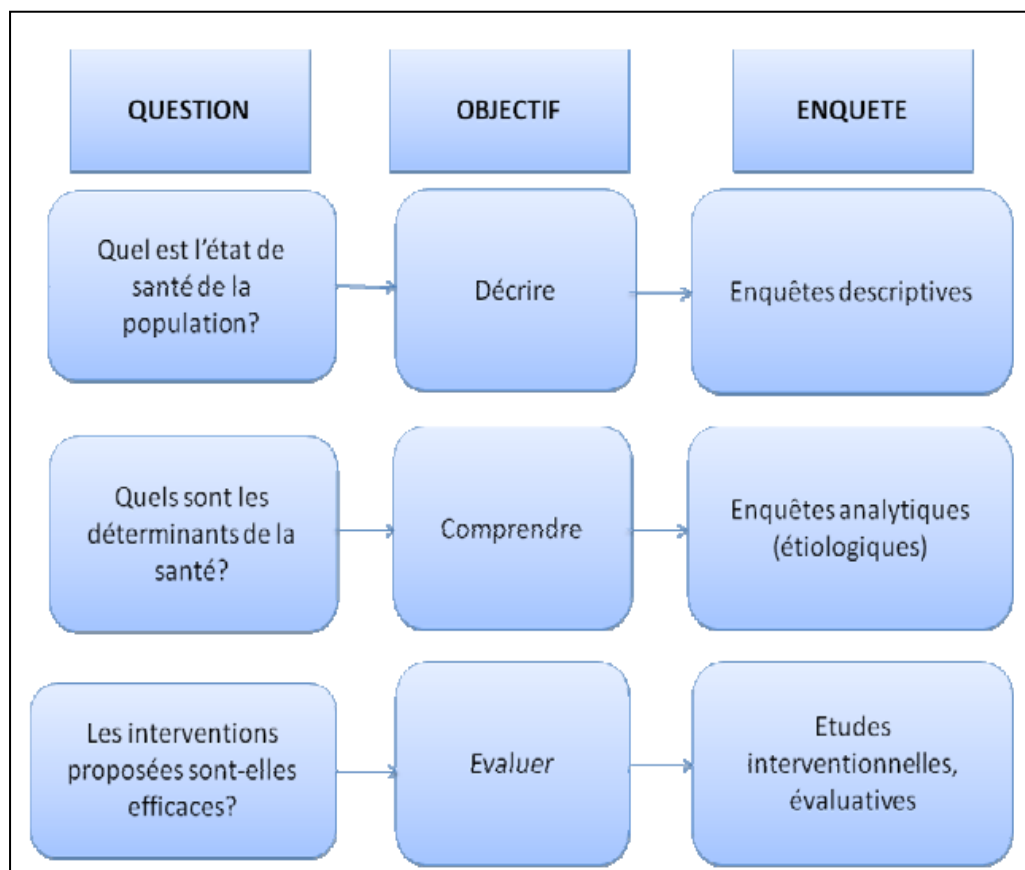 QUESTION
OBJECTIF
ENQUETE
Quel est l'état de
santé de la
population?
Décrire
Enquêtes descriptives
Quels sont les
déterminants de la
santé?
Comprendre
Enquêtes analytiques
(étiologiques)
Les interventions
proposées sont-elles
efficaces?
Evaluer
Etudes
interventionnelles,
évaluatives